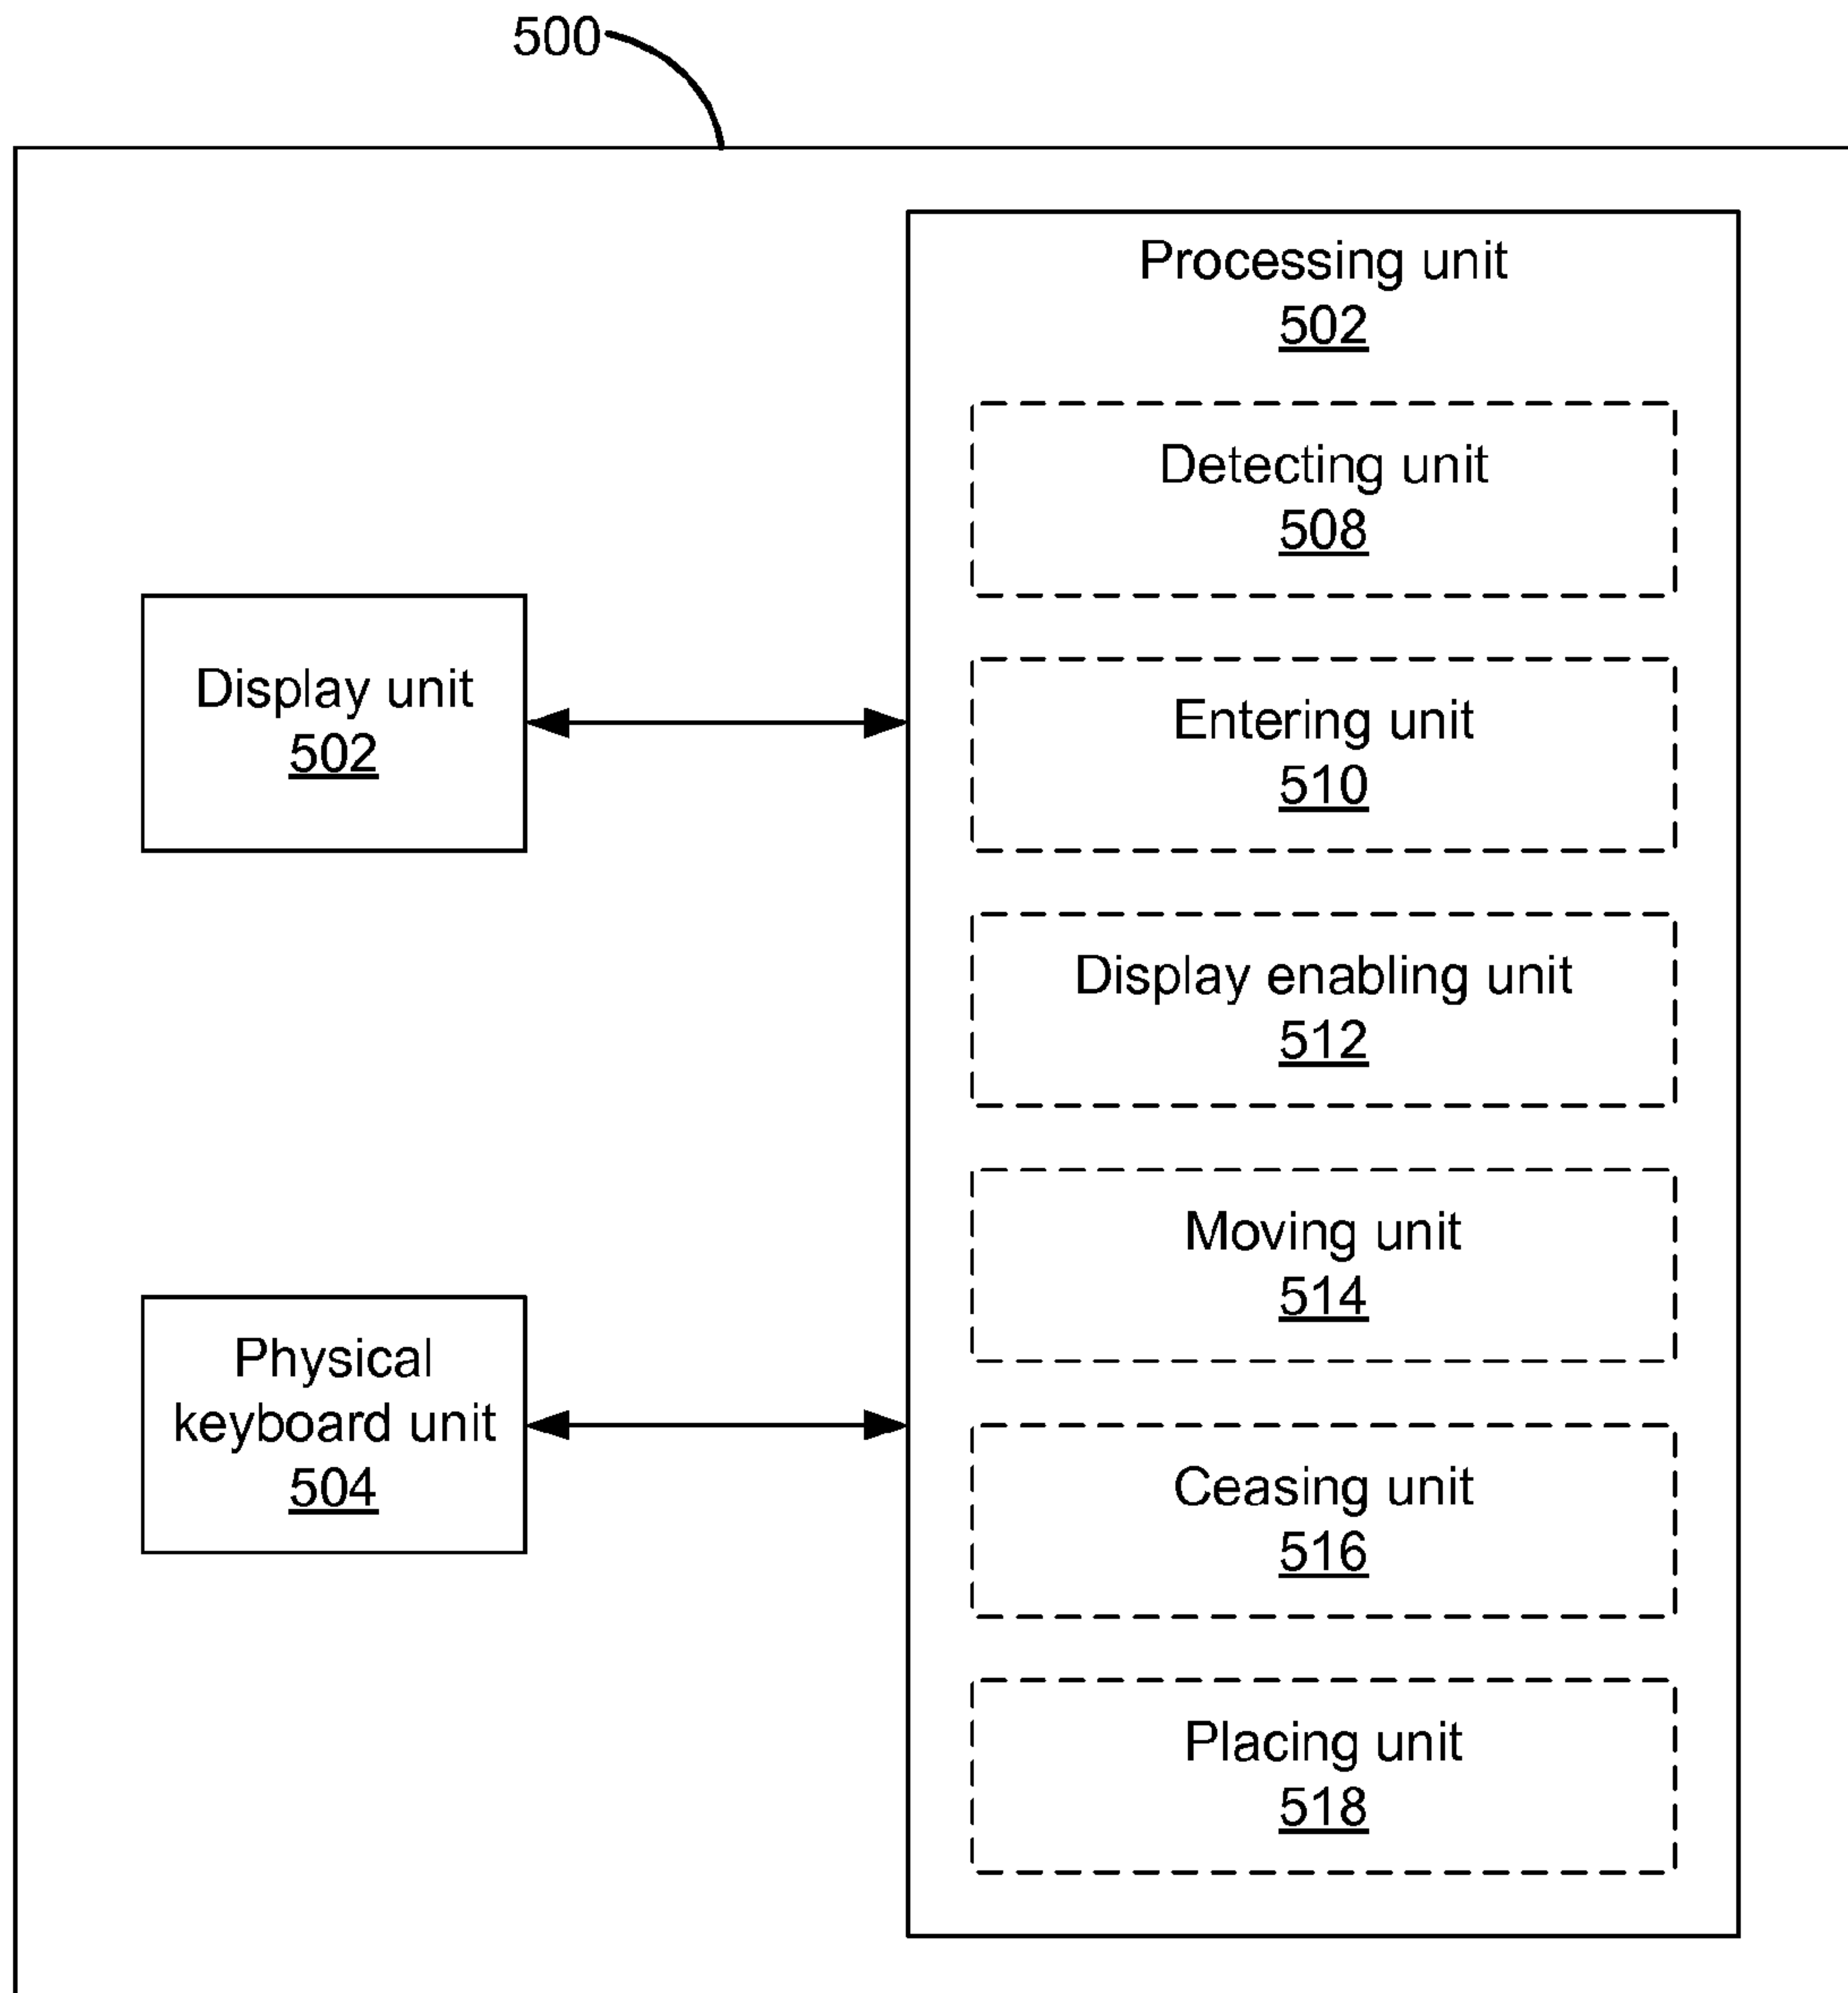 500
Processing unit
502
Detecting unit
508
Display unit
502
Entering unit
510
Display enabling unit
512
Moving unit
514
Physical
keyboard unit
504
Ceasing unit
516
Placing unit
518